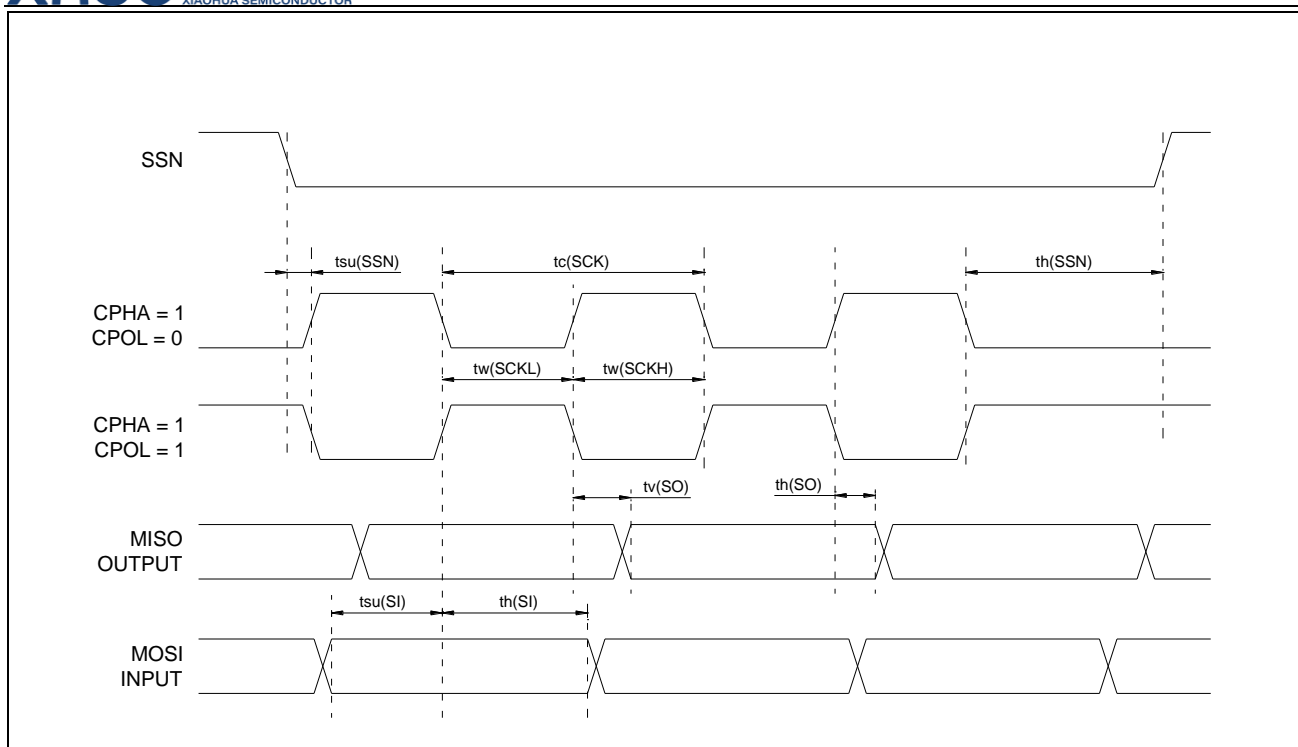 XIAOHUA SEMICONDUCTOR
SSN
tsu(SSN)
tc(SCK)
th(SSN)
CPHA = 1
CPOL = 0
tw(SCKL)
tw(SCKH)
CPHA = 1
CPOL = 1
tv(SO)
th(SO)
MISO
OUTPUT
tsu(SI)
th(SI)
MOSI
INPUT